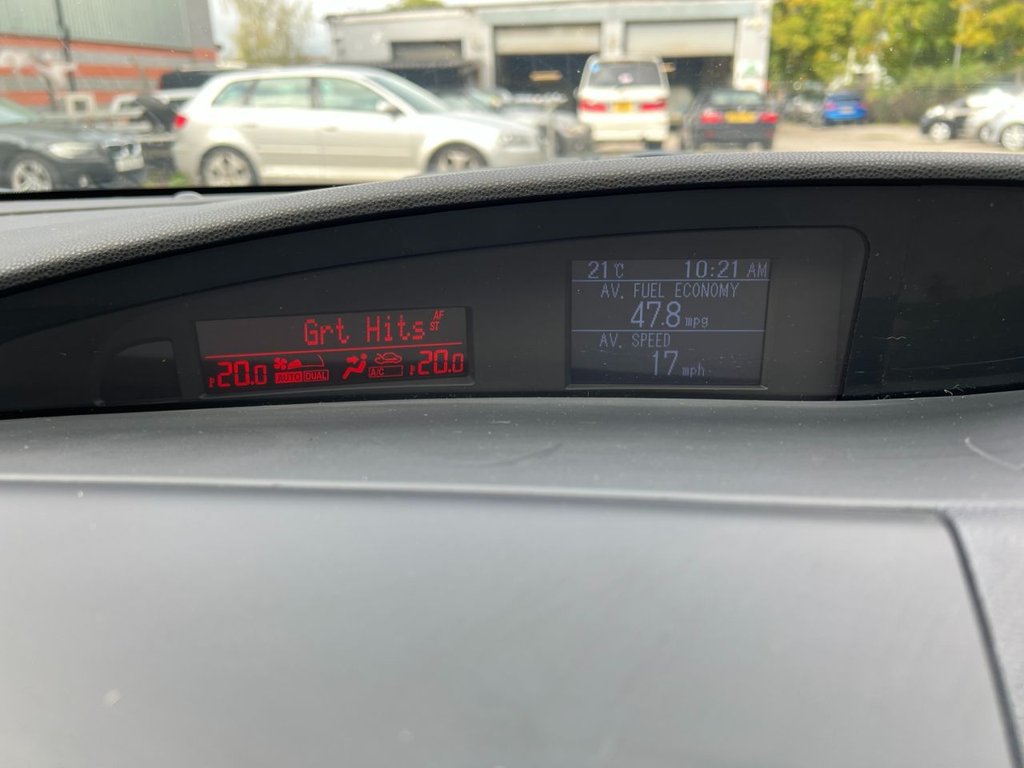 Grt Hits AF
ST
20.0 AUTO DUAL A/C 20.0
21℃ 10:21 AM
AV. FUEL ECONOMY
47.8 mpg
AV. SPEED
17 mph